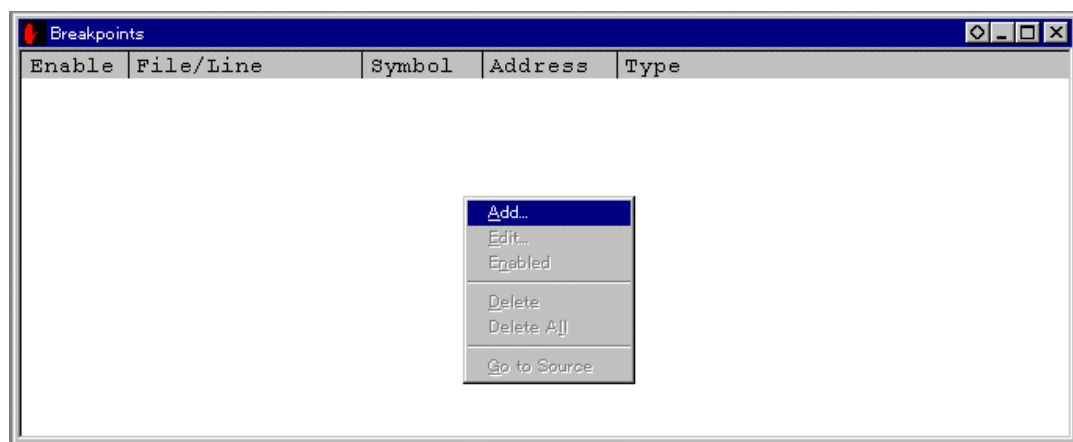 Breakpoints
Enable File/Line Symbol Address Type
Add...
Edit...
Enabled
Delete
Delete All
Go to Source